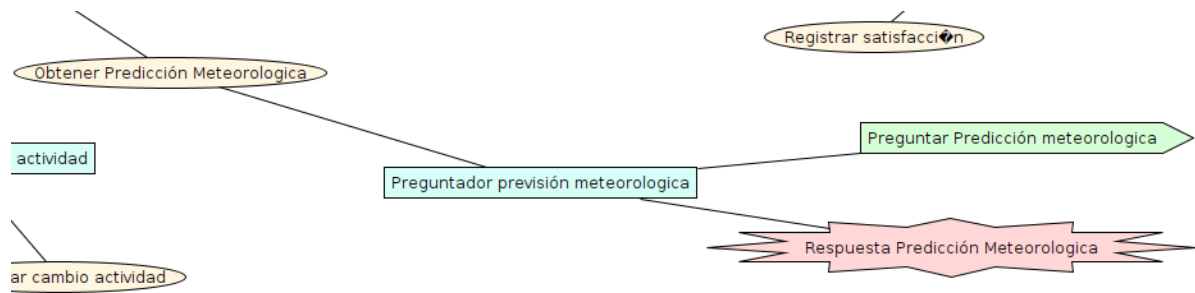 Registrar satisfacci�n
Obtener Predicción Meteorologica
Preguntar Predicción meteorologica
actividad
Preguntador previsión meteorologica
Respuesta Predicción Meteorologica
ar cambio actividad